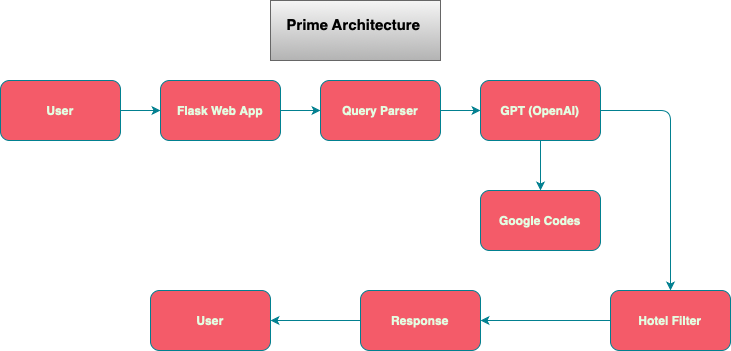 Prime Architecture
User
Flask Web App
Query Parser
GPT (OpenAI)
Google Codes
User
Response
Hotel Filter